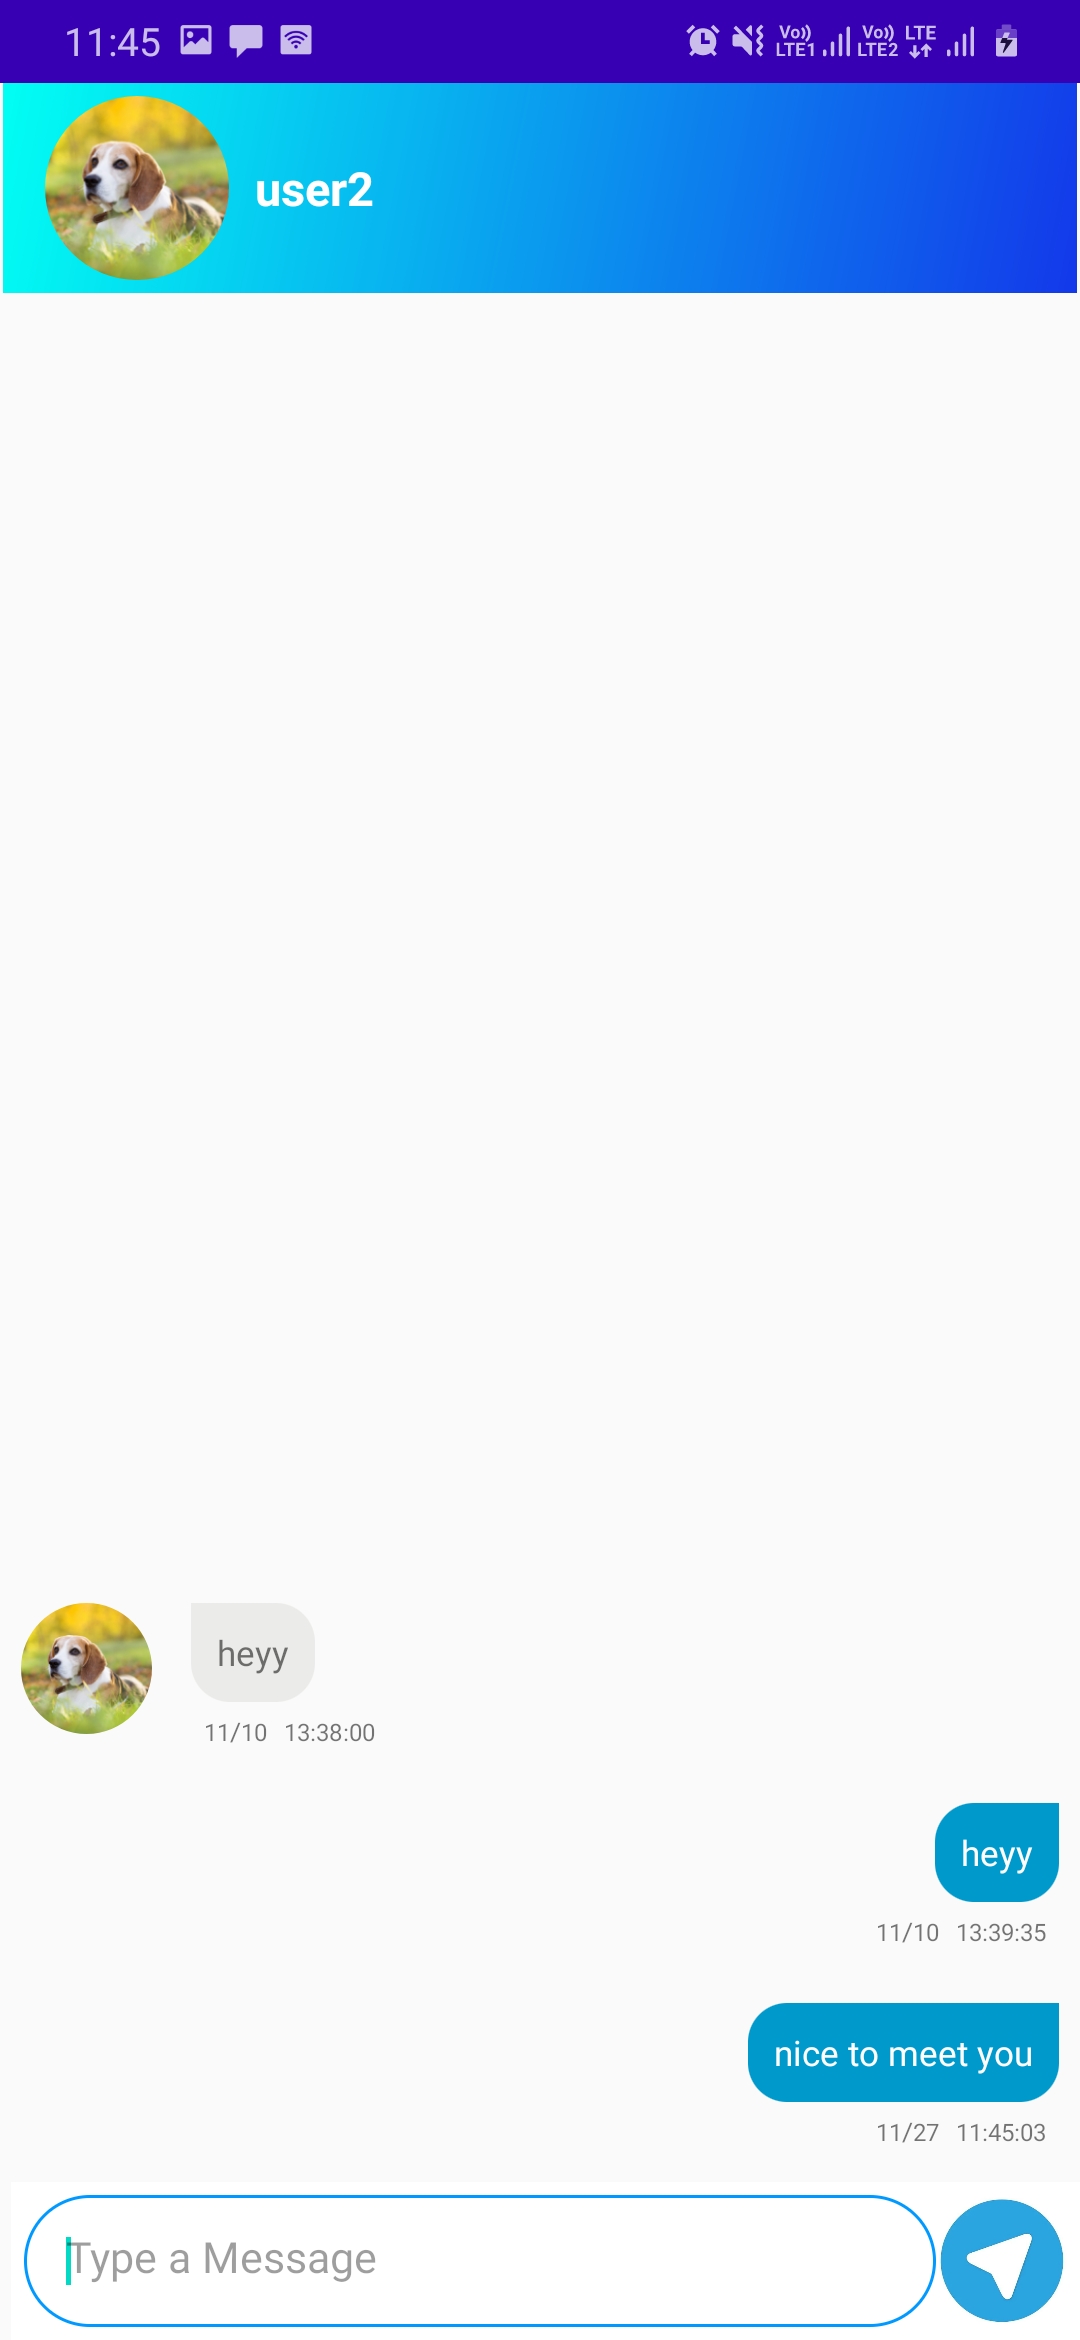 11:45 Vo)) LTE1 Vo)) LTE2 LTE
user2
heyy
11/10 13:38:00
heyy
11/10 13:39:35
nice to meet you
11/27 11:45:03
Type a Message